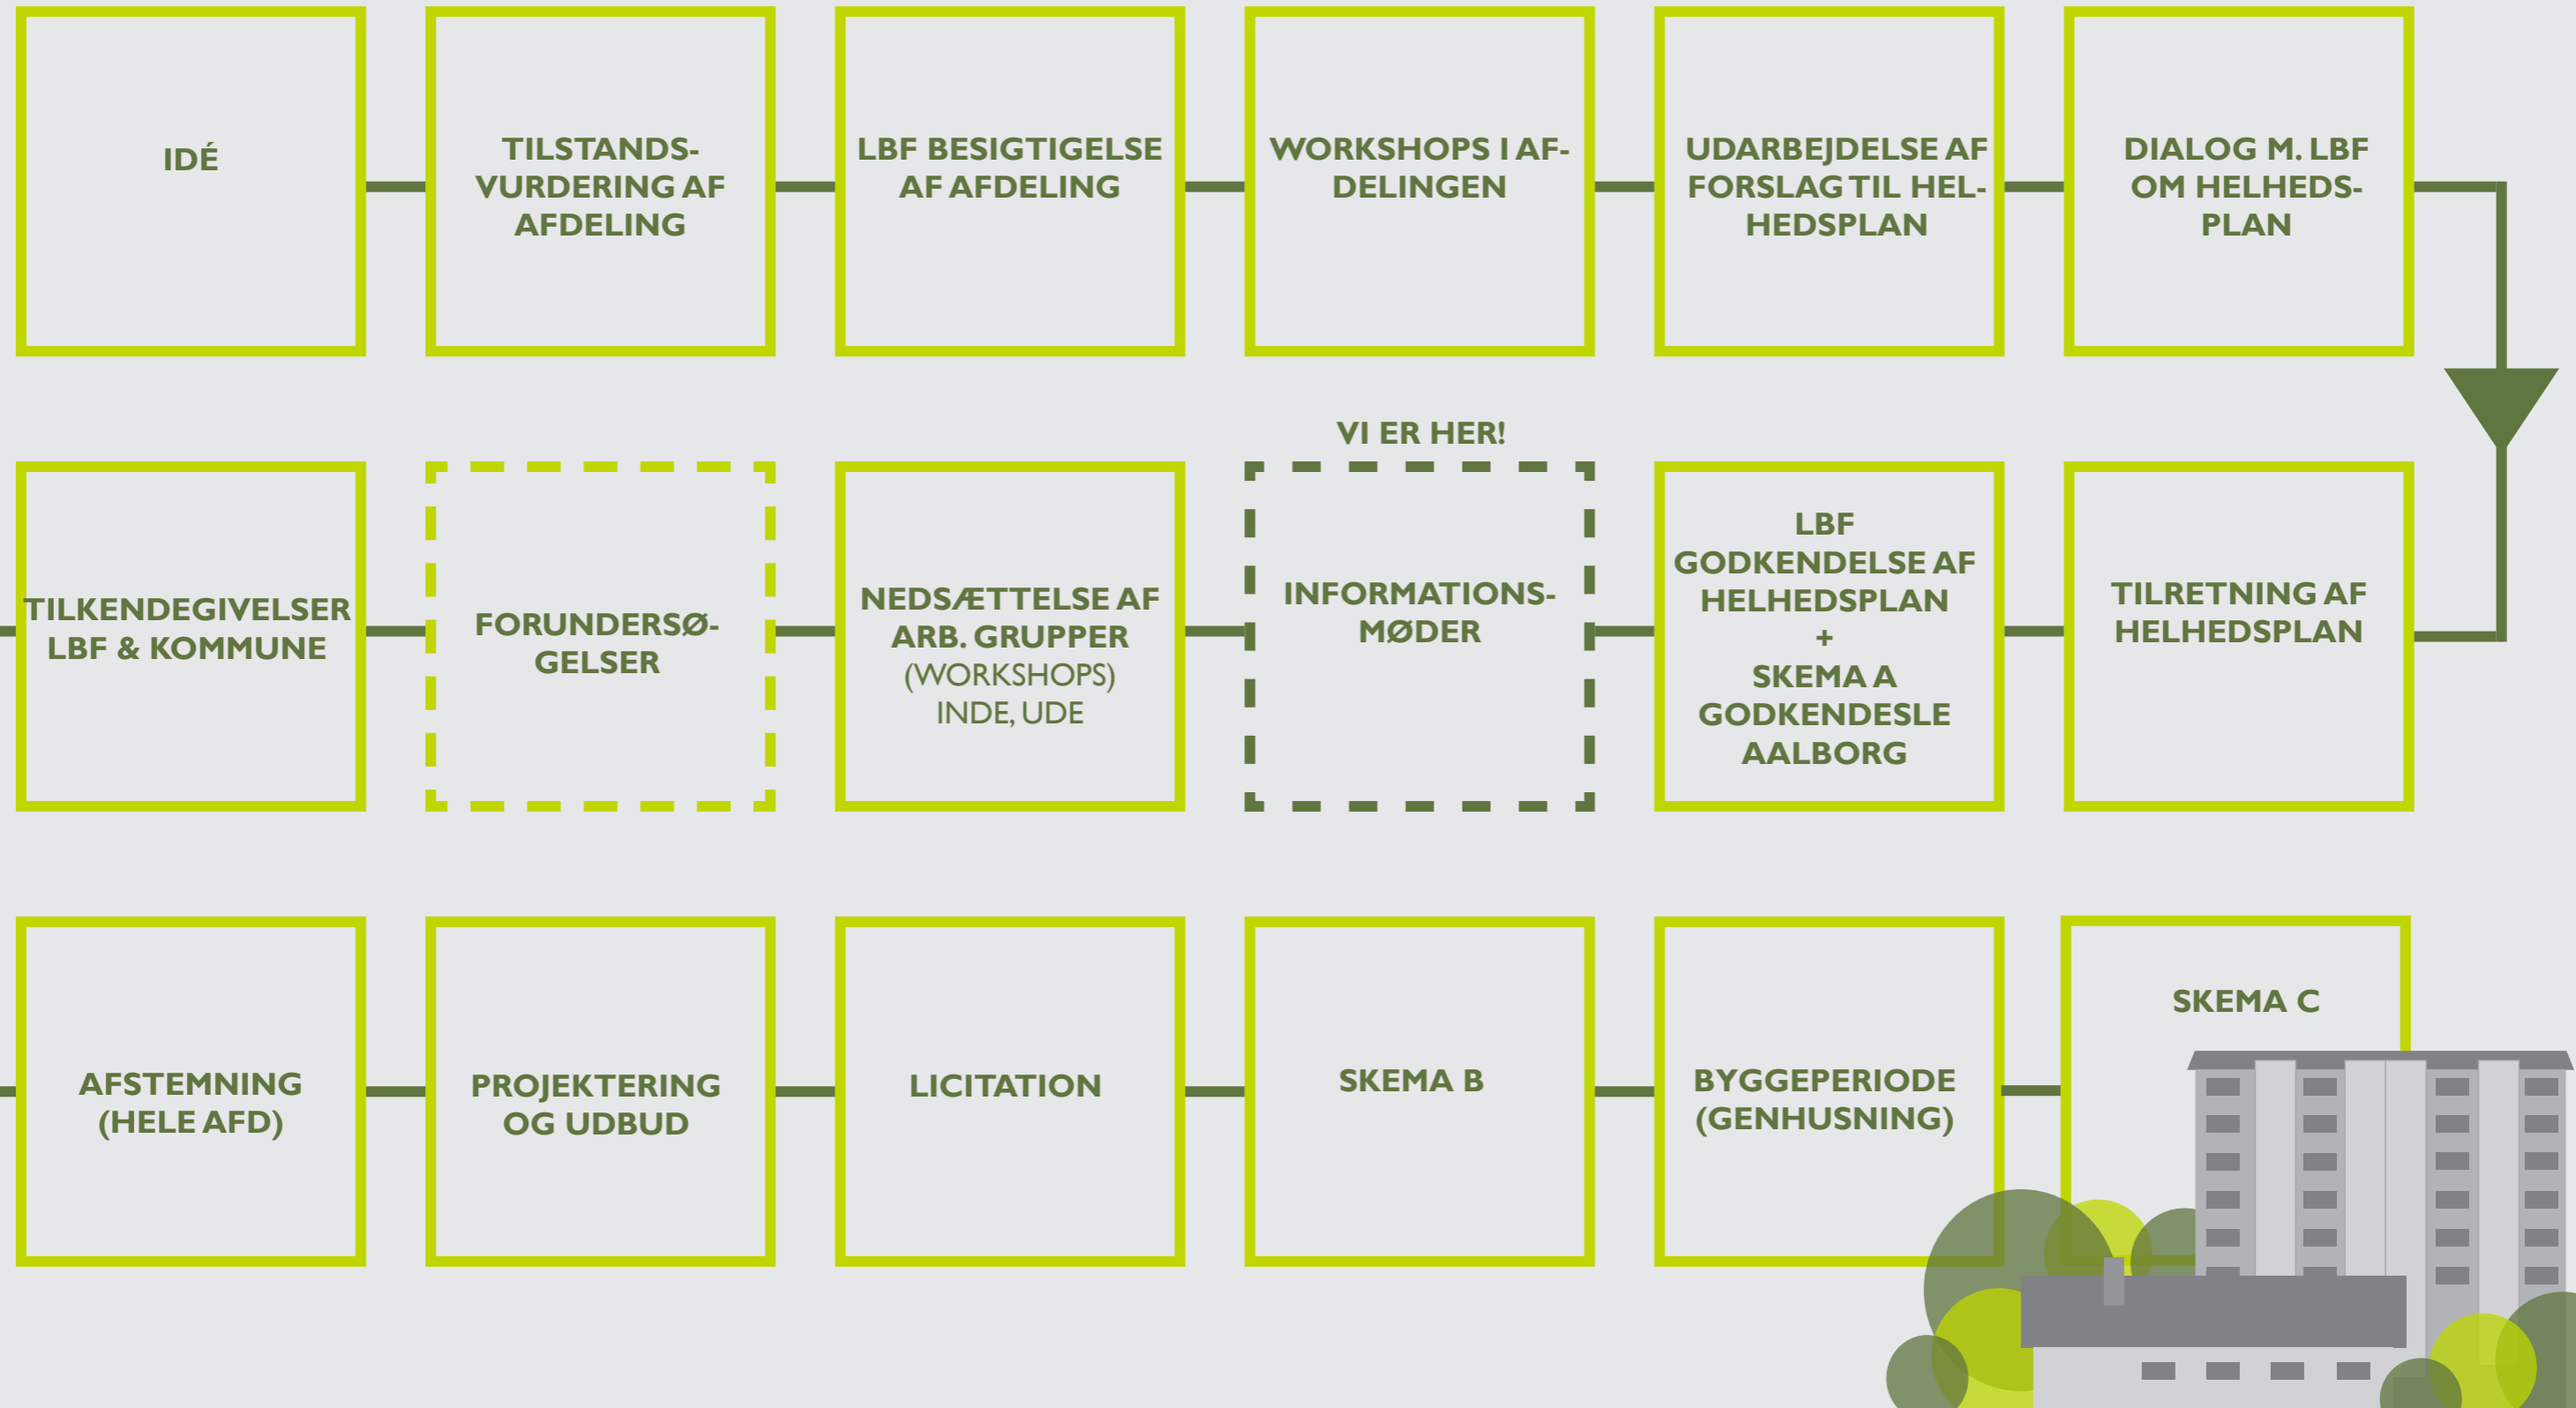 IDÉ
TILSTANDS-
VURDERING AF
AFDELING
LBF BESIGTIGELSE
AF AFDELING
WORKSHOPS I AF-
DELINGEN
UDARBEJDELSE AF
FORSLAG TIL HEL-
HEDSPLAN
DIALOG M. LBF
OM HELHEDS-
PLAN
TILKENDEGIVELSER
LBF & KOMMUNE
FORUNDERSØ-
GELSER
NEDSÆTTELSE AF
ARB. GRUPPER
(WORKSHOPS)
INDE, UDE
VI ER HER!
INFORMATIONS-
MØDER
LBF
GODKENDELSE AF
HELHEDSPLAN
+
SKEMA A
GODKENDESLE
AALBORG
TILRETNING AF
HELHEDSPLAN
AFSTEMNING
(HELE AFD)
PROJEKTERING
OG UDBUD
LICITATION
SKEMA B
BYGGEPERIODE
(GENHUSNING)
SKEMA C